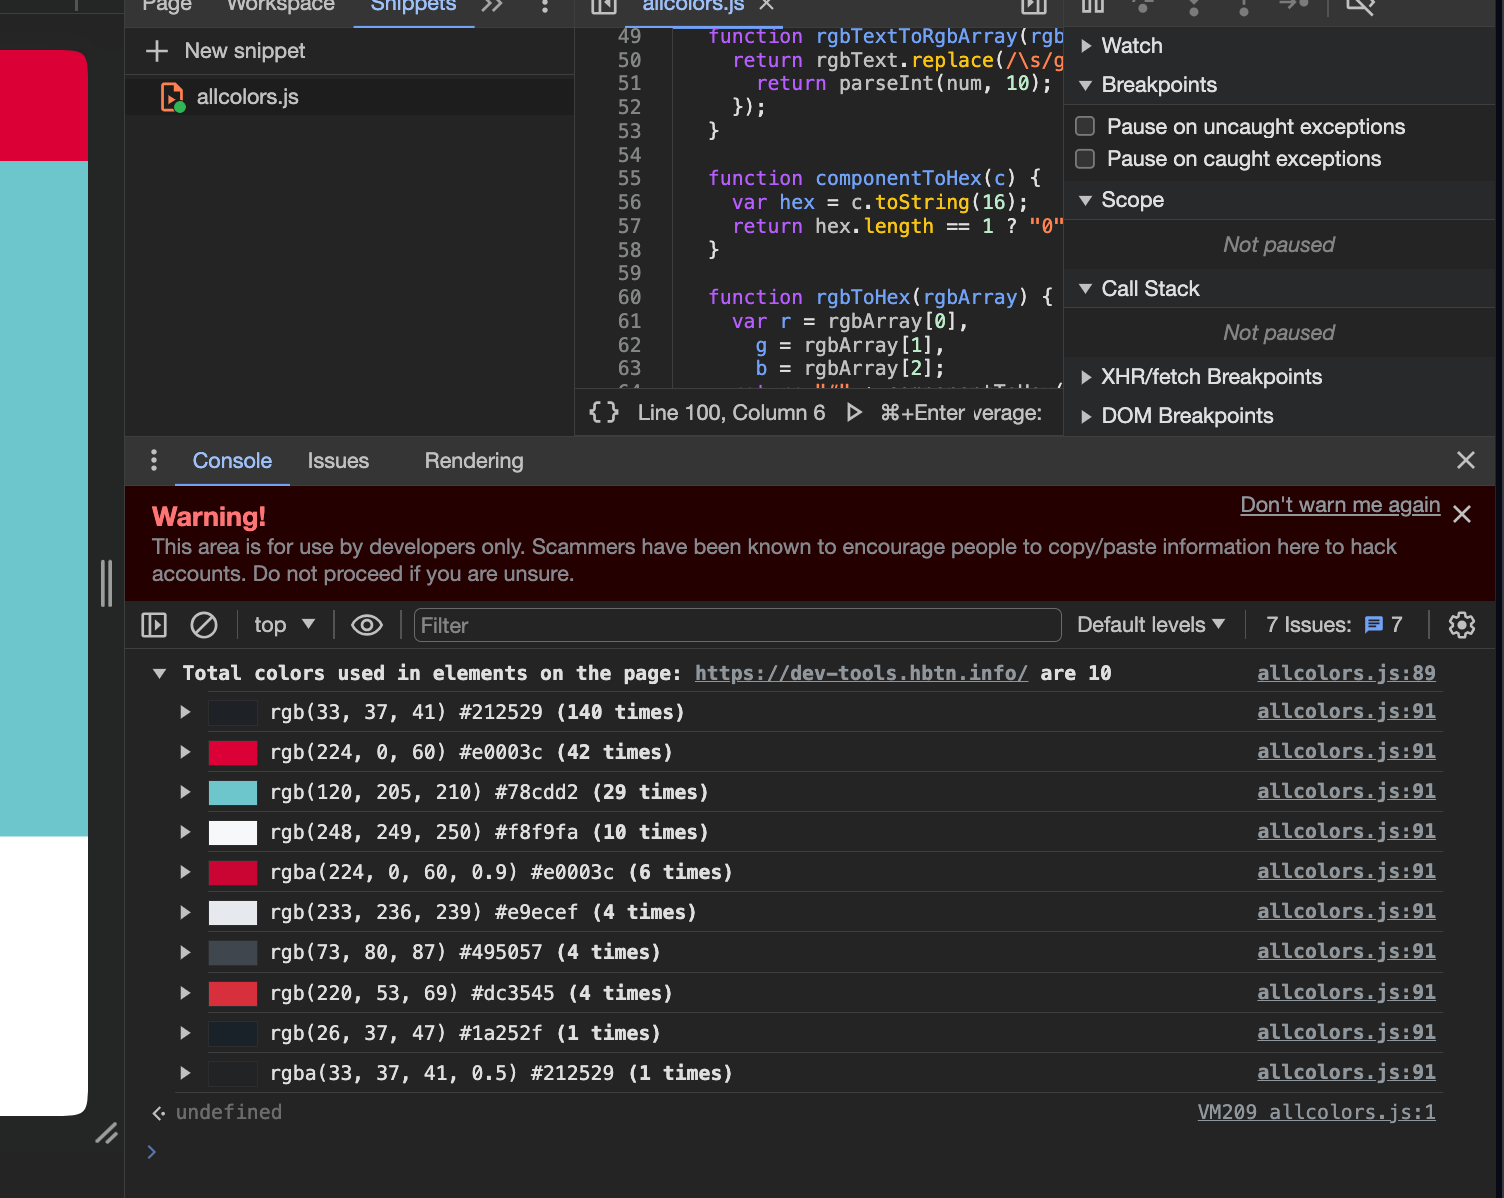 Page Workspace Snippets
New snippet
allcolors.js
allcolors.js
49 function rgbTextToRgbArray(rgb
50 return rgbText.replace(/\s/g
51 return parseInt(num, 10);
52 });
53 }
54
55 function componentToHex(c) {
56 var hex = c.toString(16);
57 return hex.length == 1 ? "0"
58 }
59
60 function rgbToHex(rgbArray) {
61 var r = rgbArray[0],
62 g = rgbArray[1],
63 b = rgbArray[2];
{} Line 100, Column 6 ⌘+Enter verage:
Watch
Breakpoints
Pause on uncaught exceptions
Pause on caught exceptions
Scope
Not paused
Call Stack
Not paused
XHR/fetch Breakpoints
DOM Breakpoints
Console Issues Rendering
Warning!
Don't warn me again
This area is for use by developers only. Scammers have been known to encourage people to copy/paste information here to hack
accounts. Do not proceed if you are unsure.
top Filter Default levels 7 Issues: 7
Total colors used in elements on the page: https://dev-tools.hbtn.info/ are 10 allcolors.js:89
rgb(33, 37, 41) #212529 (140 times) allcolors.js:91
rgb(224, 0, 60) #e0003c (42 times) allcolors.js:91
rgb(120, 205, 210) #78cdd2 (29 times) allcolors.js:91
rgb(248, 249, 250) #f8f9fa (10 times) allcolors.js:91
rgba(224, 0, 60, 0.9) #e0003c (6 times) allcolors.js:91
rgb(233, 236, 239) #e9ecef (4 times) allcolors.js:91
rgb(73, 80, 87) #495057 (4 times) allcolors.js:91
rgb(220, 53, 69) #dc3545 (4 times) allcolors.js:91
rgb(26, 37, 47) #1a252f (1 times) allcolors.js:91
rgba(33, 37, 41, 0.5) #212529 (1 times) allcolors.js:91
undefined VM209 allcolors.js:1